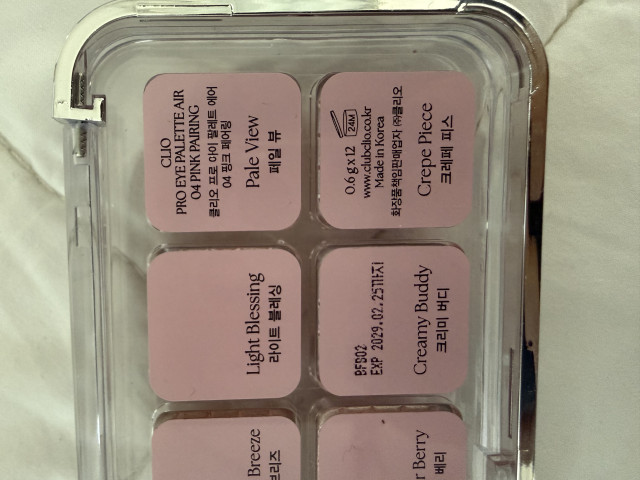 CLIO
PRO EYE PALETTE AIR
04 PINK PAIRING
클리오 프로 아이 팔레트 에어
04 핑크 페어링
Pale View
페일 뷰
24M
0.6 g x 12
www.clubclio.co.kr
Made in Korea
화장품책임판매업자 ㈜클리오
Crepe Piece
크레페 피스
Light Blessing
라이트 블레싱
BFS02
EXP 2029.02.25까지
Creamy Buddy
크리미 버디
Breeze
브리즈
r Berry
베리